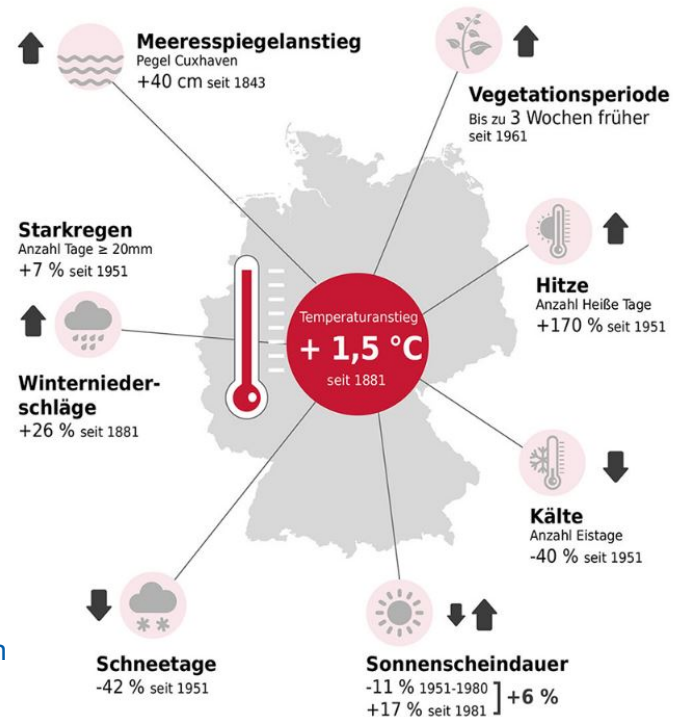 Meeresspiegelanstieg
Pegel Cuxhaven
+40 cm seit 1843
Vegetationsperiode
Bis zu 3 Wochen früher
seit 1961
Starkregen
Anzahl Tage ≥ 20mm
+7 % seit 1951
Hitze
Anzahl Heiße Tage
+170 % seit 1951
Temperaturanstieg
+ 1,5 °C
seit 1881
Winternieder-
schläge
+26 % seit 1881
Kälte
Anzahl Eistage
-40 % seit 1951
n
Schneetage
-42 % seit 1951
Sonnenscheindauer
-11 % 1951-1980
+17 % seit 1981
+6 %